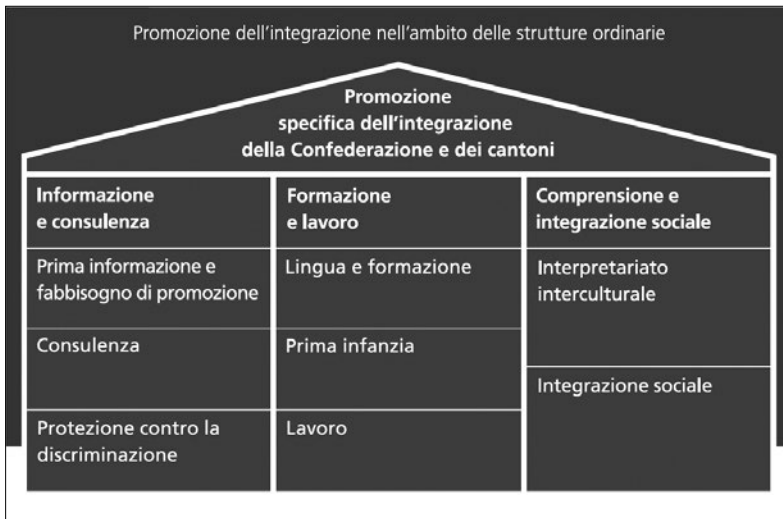 Promozione dell'integrazione nell'ambito delle strutture ordinarie
Promozione
specifica dell'integrazione
della Confederazione e dei cantoni
Informazione
e consulenza
Prima informazione e
fabbisogno di promozione
Consulenza
Protezione contro la
discriminazione
Formazione
e lavoro
Lingua e formazione
Prima infanzia
Lavoro
Comprensione e
integrazione sociale
Interpretariato
interculturale
Integrazione sociale